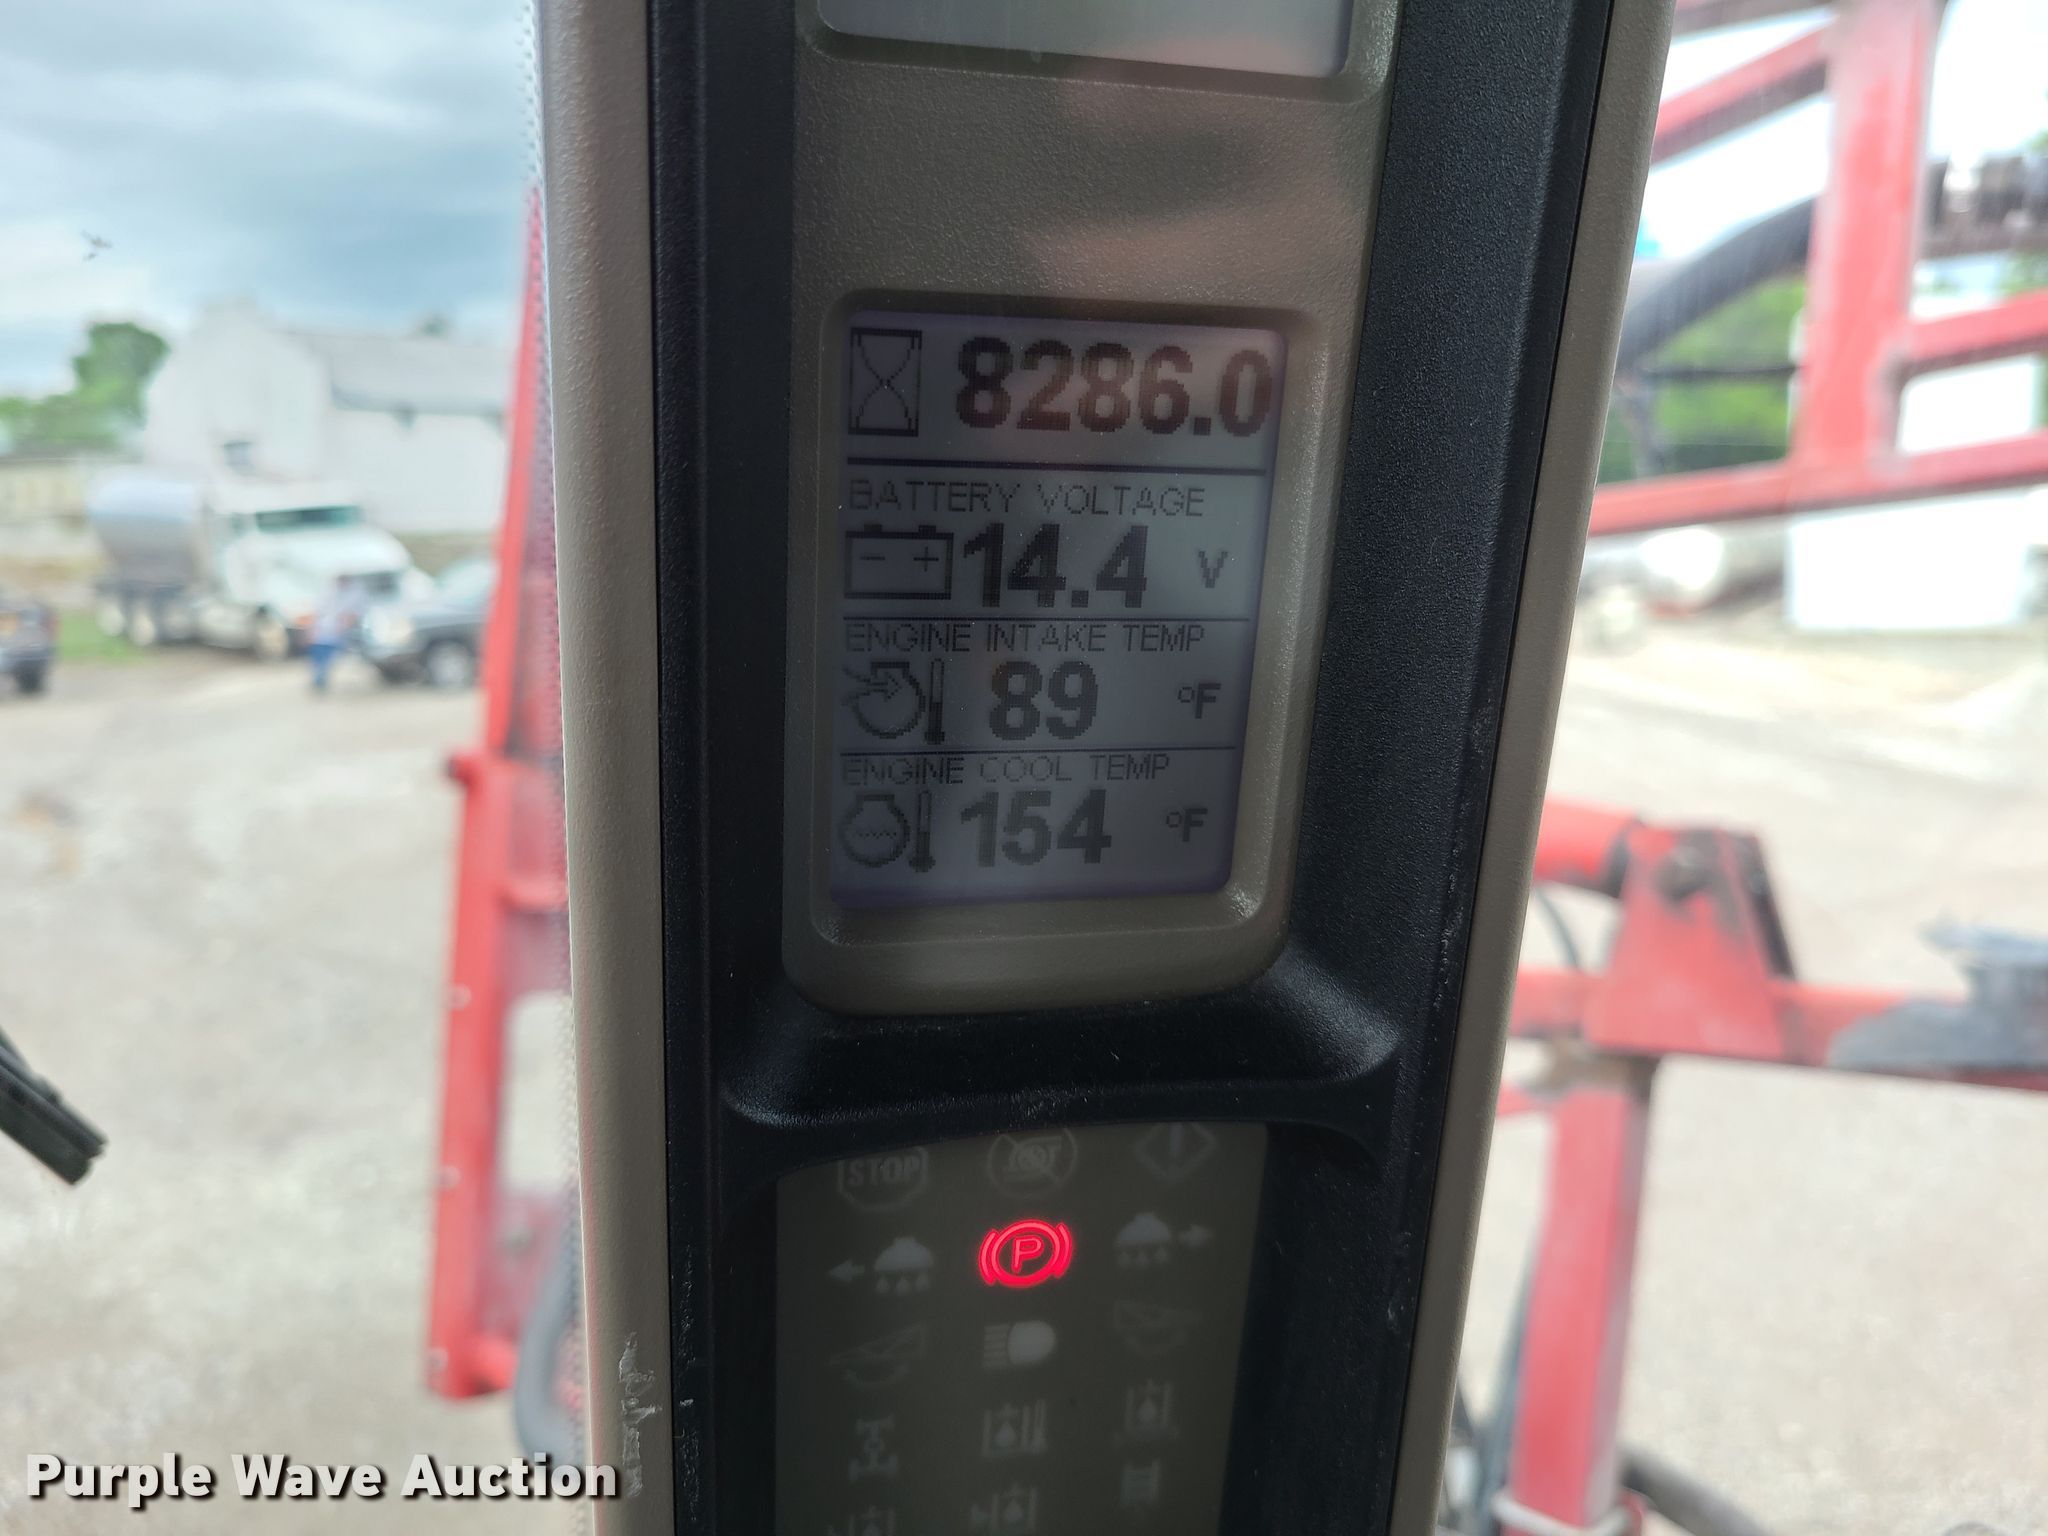 8286.0
BATTERY VOLTAGE
- + 14.4 V
ENGINE INTAKE TEMP
89 °F
ENGINE COOL TEMP
154 °F
STOP
P
Purple Wave Auction